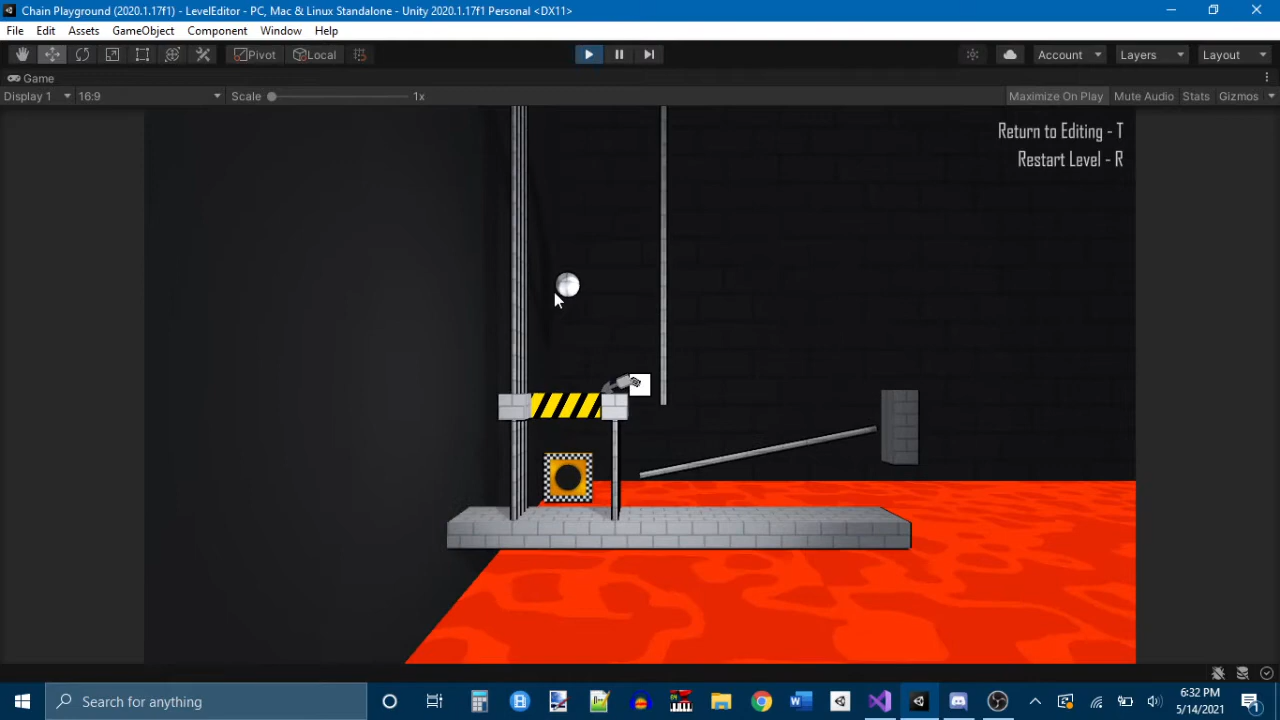 Chain Playground (2020.1.17f1) - LevelEditor - PC, Mac & Linux Standalone - Unity 2020.1.17f1 Personal <DX11>
File Edit Assets GameObject Component Window Help
Pivot Local Account Layers Layout
Game
Display 1 16:9 Scale 1x Maximize On Play Mute Audio Stats Gizmos
Return to Editing - T
Restart Level - R
Search for anything
6:32 PM
5/14/2021